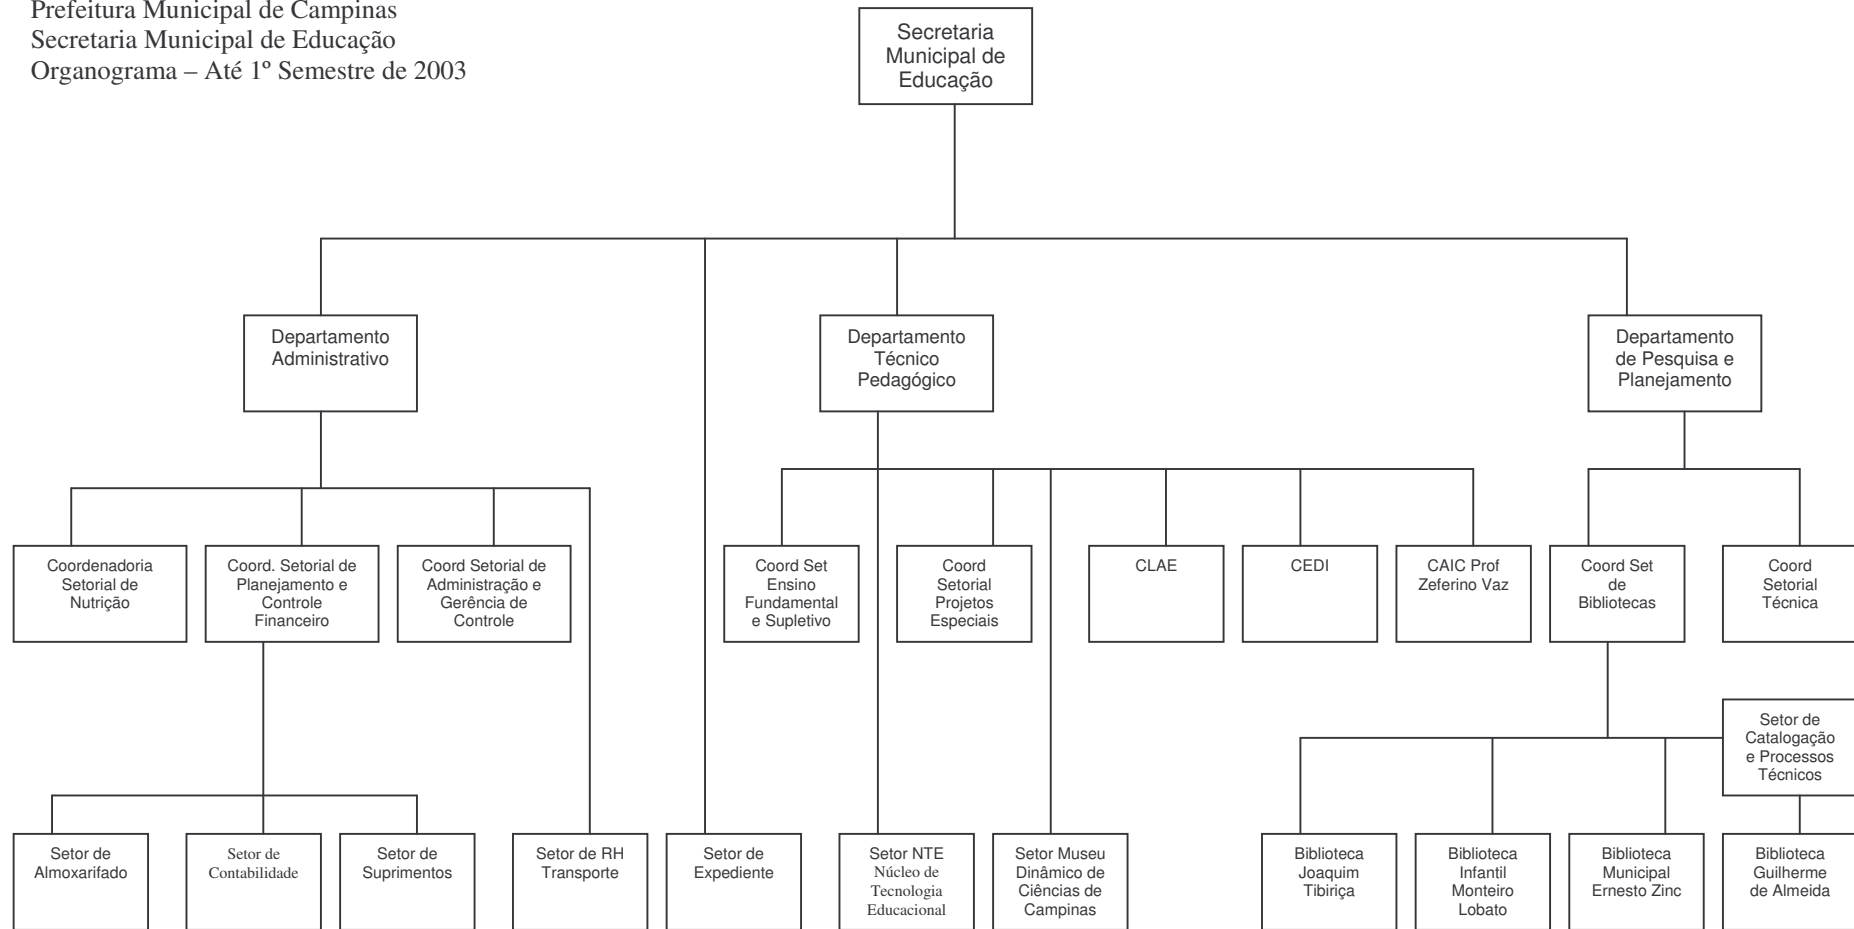 Prefeitura Municipal de Campinas
Secretaria Municipal de Educação
Organograma – Até 1º Semestre de 2003
Secretaria
Municipal de
Educação
Departamento
Administrativo
Departamento
Técnico
Pedagógico
Departamento
de Pesquisa e
Planejamento
Coordenadoria
Setorial de
Nutrição
Coord. Setorial de
Planejamento e
Controle
Financeiro
Coord Setorial de
Administração e
Gerência de
Controle
Coord Set
Ensino
Fundamental
e Supletivo
Coord
Setorial
Projetos
Especiais
CLAE
CEDI
CAIC Prof
Zeferino Vaz
Coord Set
de
Bibliotecas
Coord
Setorial
Técnica
Setor de
Catalogação
e Processos
Técnicos
Setor de
Almoxarifado
Setor de
Contabilidade
Setor de
Suprimentos
Setor de RH
Transporte
Setor de
Expediente
Setor NTE
Núcleo de
Tecnologia
Educacional
Setor Museu
Dinâmico de
Ciências de
Campinas
Biblioteca
Joaquim
Tibiriça
Biblioteca
Infantil
Monteiro
Lobato
Biblioteca
Municipal
Ernesto Zinc
Biblioteca
Guilherme
de Almeida